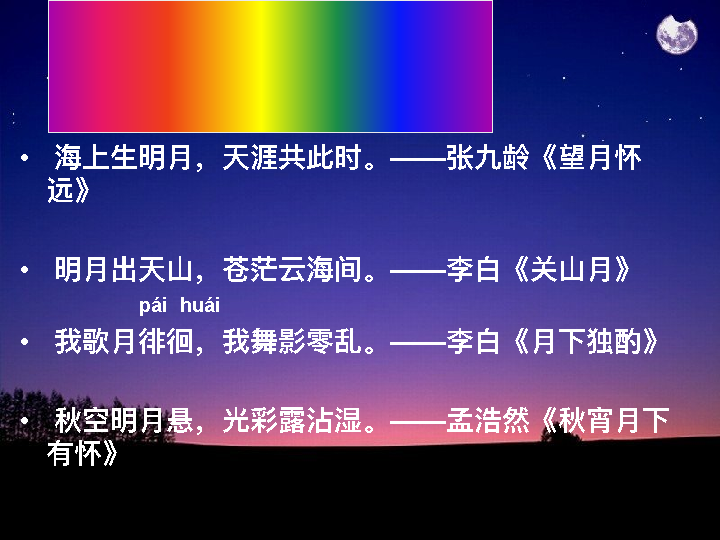 • 海上生明月，天涯共此时。——张九龄《望月怀
远》
• 明月出天山，苍茫云海间。——李白《关山月》
pái huái
• 我歌月徘徊，我舞影零乱。——李白《月下独酌》
• 秋空明月悬，光彩露沾湿。——孟浩然《秋宵月下
有怀》